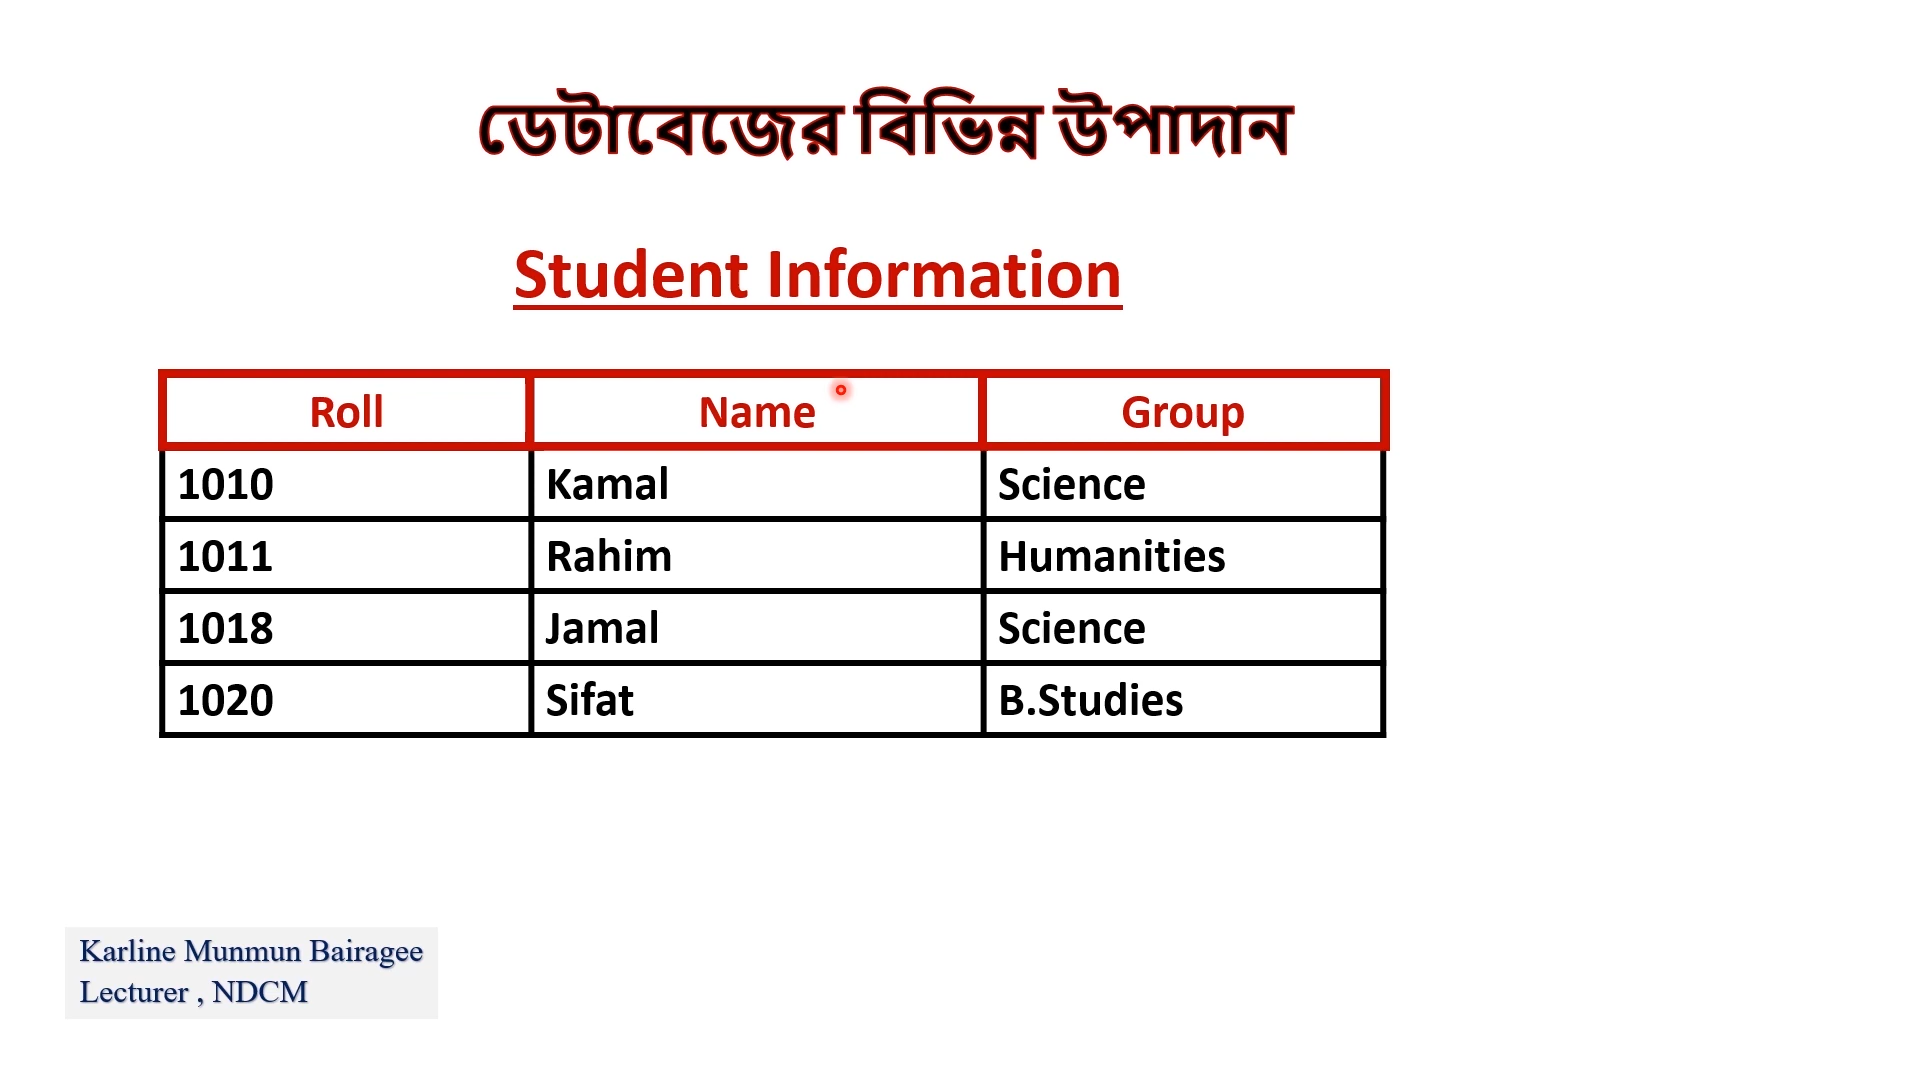 ডেটাবেজের বিভিন্ন উপাদান
Student Information
Roll Name Group
1010 Kamal Science
1011 Rahim Humanities
1018 Jamal Science
1020 Sifat B.Studies
Karline Munmun Bairagee
Lecturer , NDCM